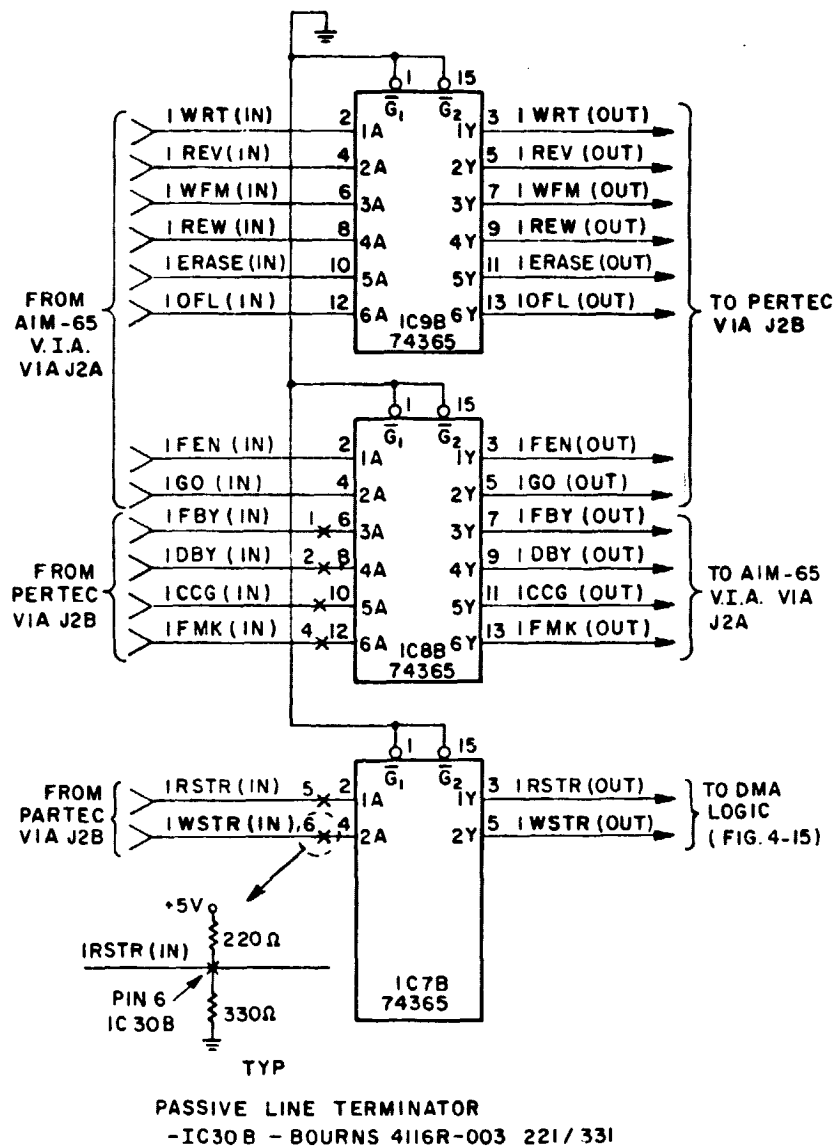 1 15
G1 G2
I WRT (IN) 2 1A 1Y 3 I WRT (OUT)
I REV (IN) 4 2A 2Y 5 I REV (OUT)
I WFM (IN) 6 3A 3Y 7 I WFM (OUT)
I REW (IN) 8 4A 4Y 9 I REW (OUT)
I ERASE (IN) 10 5A 5Y 11 I ERASE (OUT)
I OFL (IN) 12 6A 6Y 13 I OFL (OUT)
IC9B
74365
FROM
AIM-65
V.I.A.
VIA J2A
TO PERTEC
VIA J2B
1 15
G1 G2
I FEN (IN) 2 1A 1Y 3 I FEN (OUT)
I GO (IN) 4 2A 2Y 5 I GO (OUT)
I FBY (IN) 1 6 3A 3Y 7 I FBY (OUT)
I DBY (IN) 2 8 4A 4Y 9 I DBY (OUT)
I CCG (IN) 10 5A 5Y 11 I CCG (OUT)
I FMK (IN) 4 12 6A 6Y 13 I FMK (OUT)
IC8B
74365
FROM
PERTEC
VIA J2B
TO AIM-65
V.I.A. VIA
J2A
1 15
G1 G2
I RSTR (IN) 5 2 1A 1Y 3 I RSTR (OUT)
I WSTR (IN) 6 4 2A 2Y 5 I WSTR (OUT)
FROM
PARTEC
VIA J2B
TO DMA
LOGIC
(FIG. 4-15)
IC7B
74365
+5V
220Ω
IRSTR (IN)
PIN 6
IC 30B
330Ω
TYP
PASSIVE LINE TERMINATOR
-IC30B - BOURNS 4116R-003 221/331